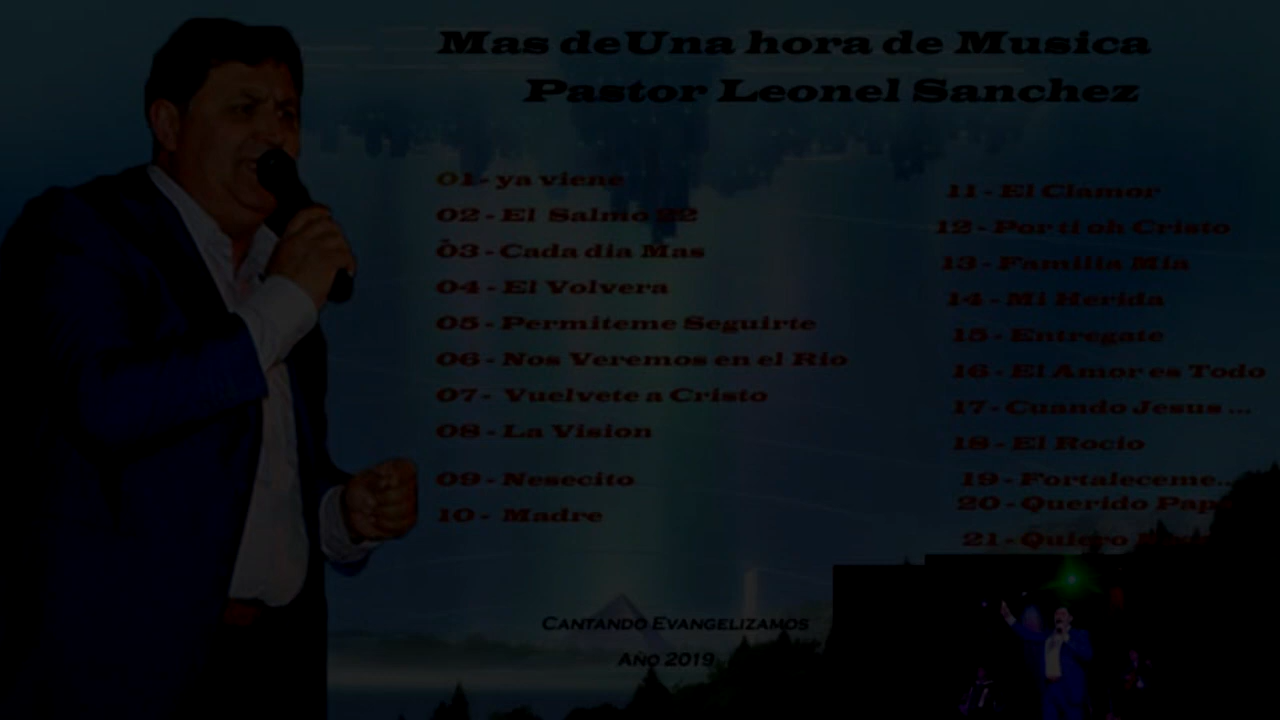 Mas deUna hora de Musica
Pastor Leonel Sanchez
01- ya viene
02 - El Salmo 22
03 - Cada dia Mas
04 - El Volvera
05 - Permiteme Seguirte
06 - Nos Veremos en el Rio
07 - Vuelvete a Cristo
08 - La Vision
09 - Nesecito
10 - Madre
11 - El Clamor
12 - Por ti oh Cristo
13 - Familia Mia
14 - Mi Herida
15 - Entregate
16 - El Amor es Todo
17 - Cuando Jesus ...
18 - El Rocio
19 - Fortaleceme...
20 - Querido Papa
21 - Quiero
Cantando Evangelizamos
Año 2019